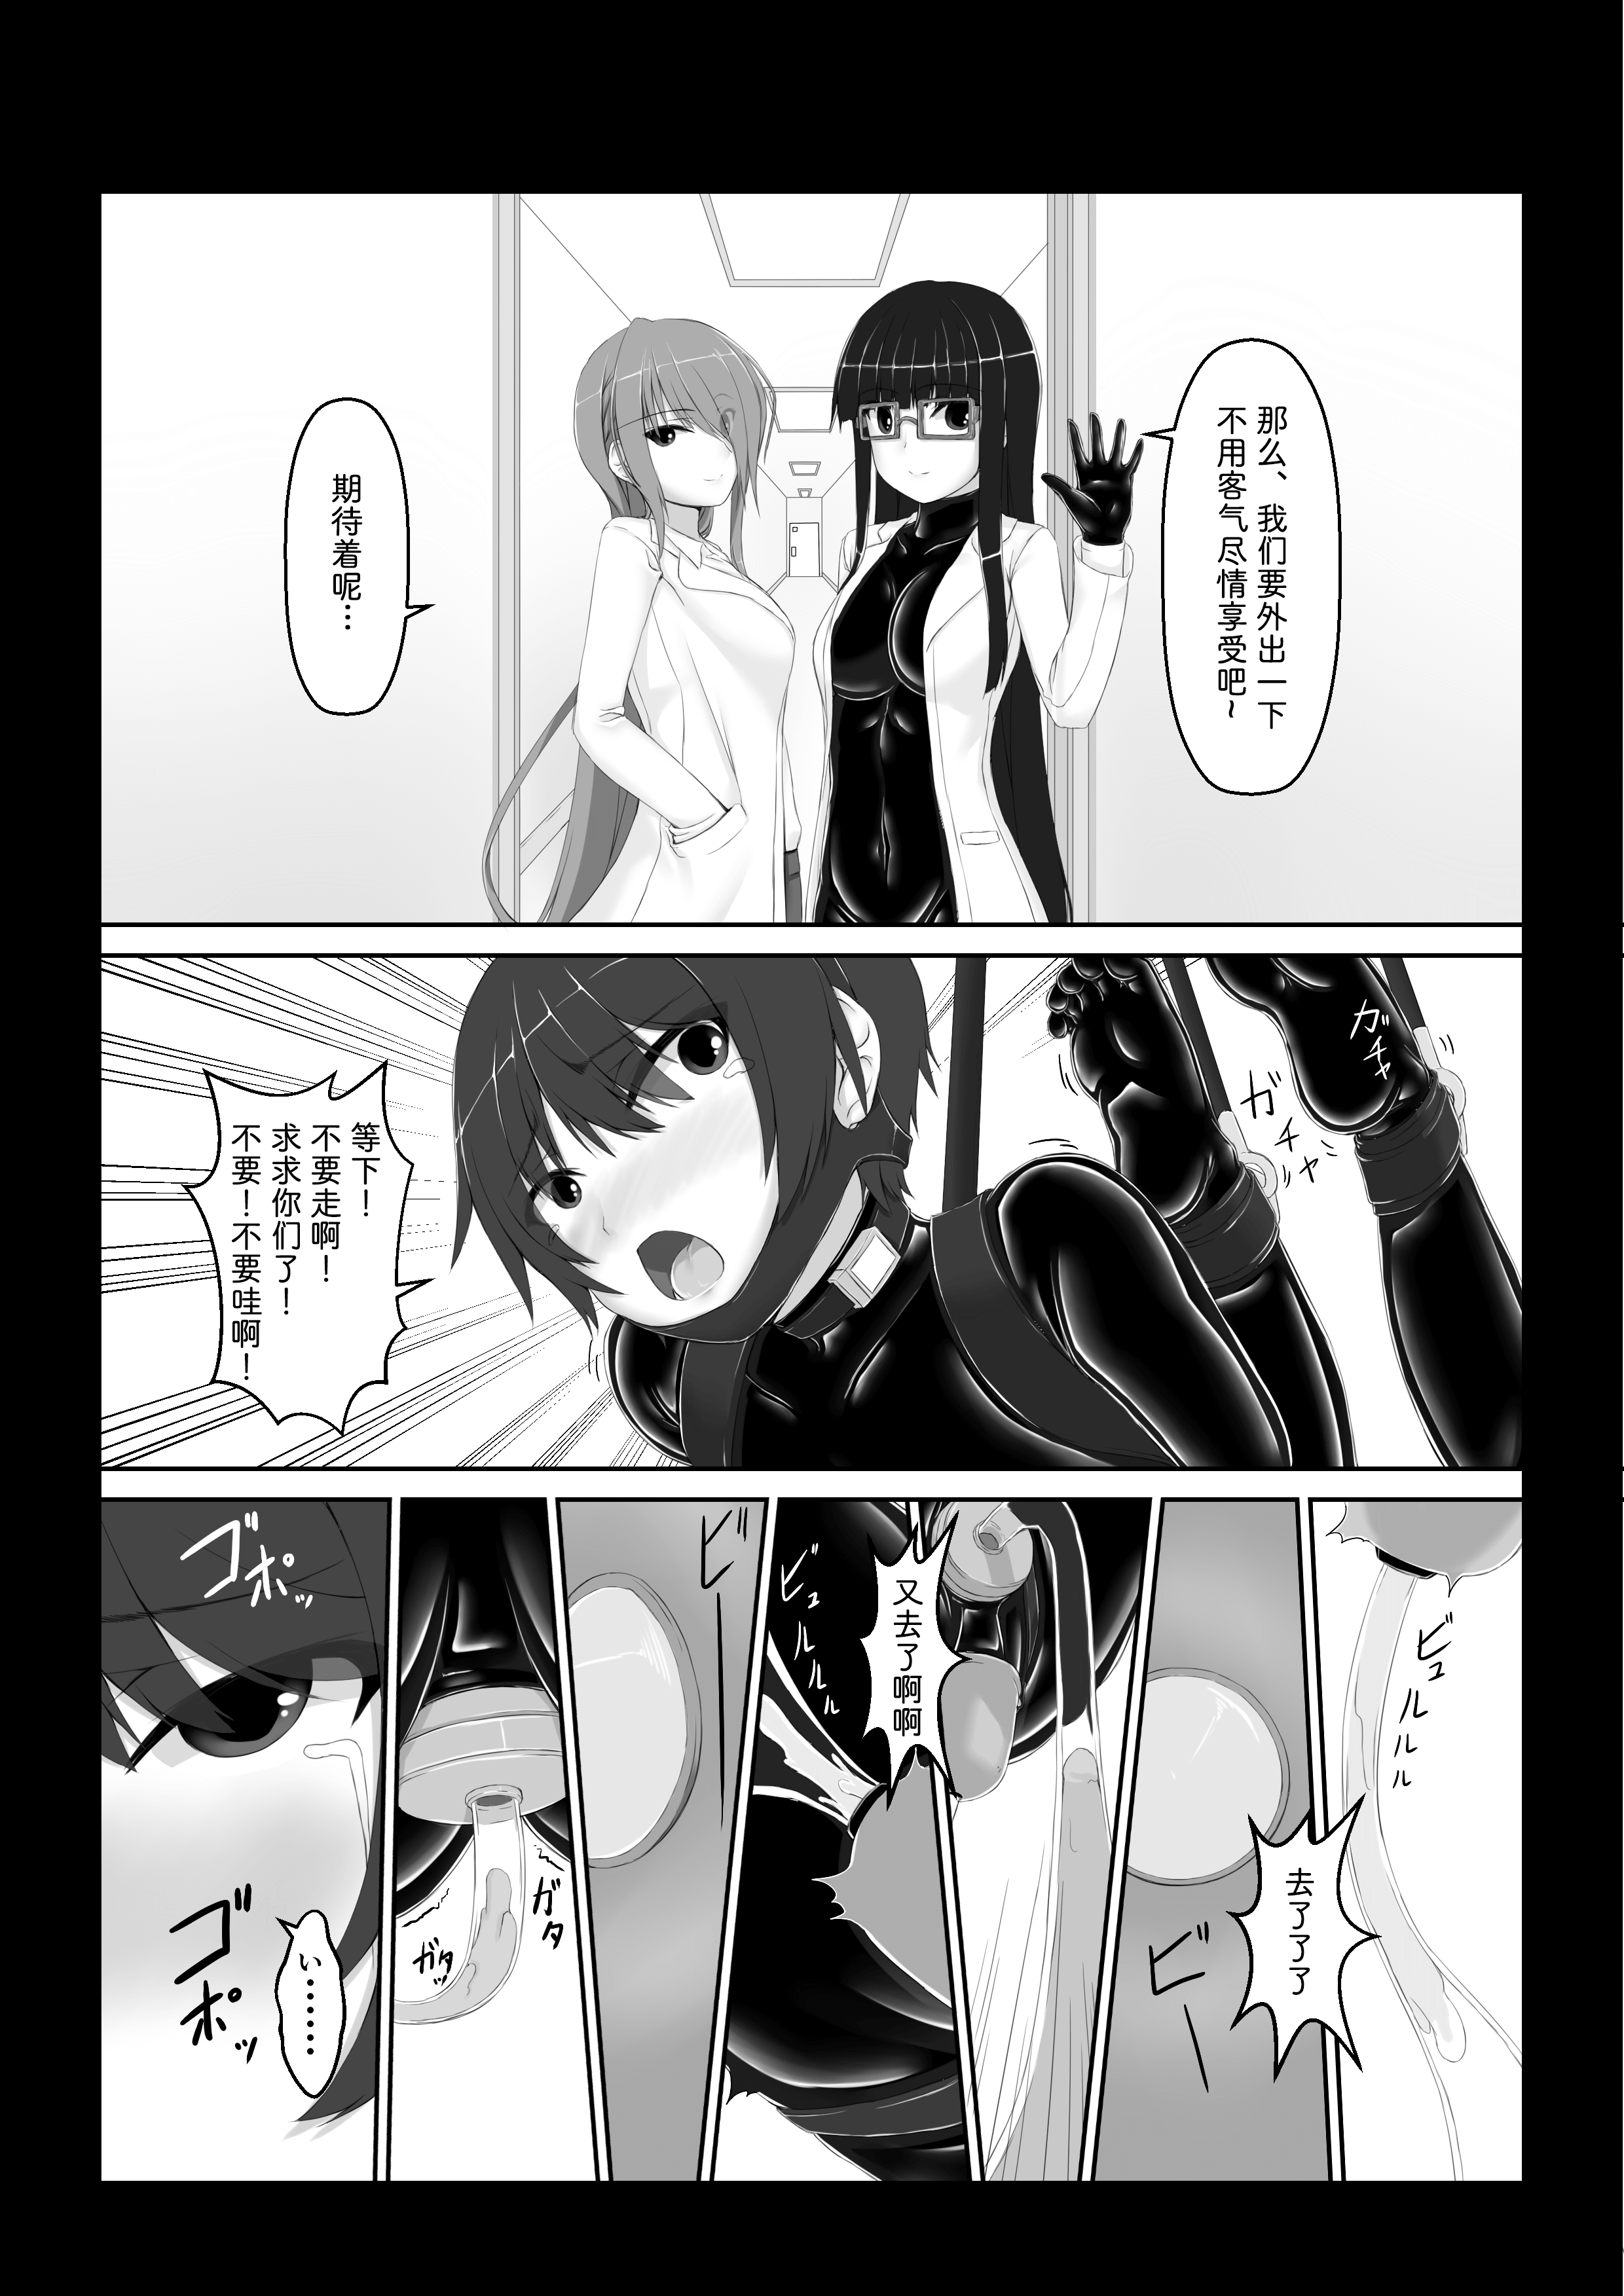 那么、我们要外出一下
不用客气尽情享受吧~
期待着呢…
ガチャ
ガチャ
等下！
不要走啊！
求求你们了！
不要！不要哇啊！
ビュルルル
去了了了
ビー
又去了啊啊
ビュルルルル
ビー
ガタ
ガタッ
ゴポッ
ゴポッ
ぃ……